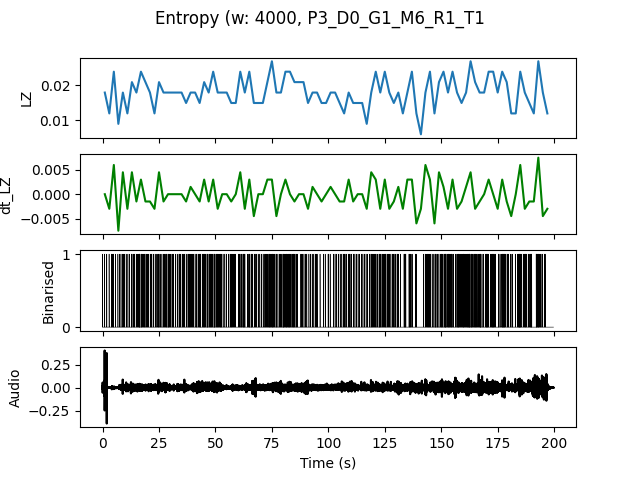 Entropy (w: 4000, P3_D0_G1_M6_R1_T1
LZ
0.02
0.01
dt_LZ
0.005
0.000
−0.005
Binarised
1
0
Audio
0.25
0.00
−0.25
0 25 50 75 100 125 150 175 200
Time (s)